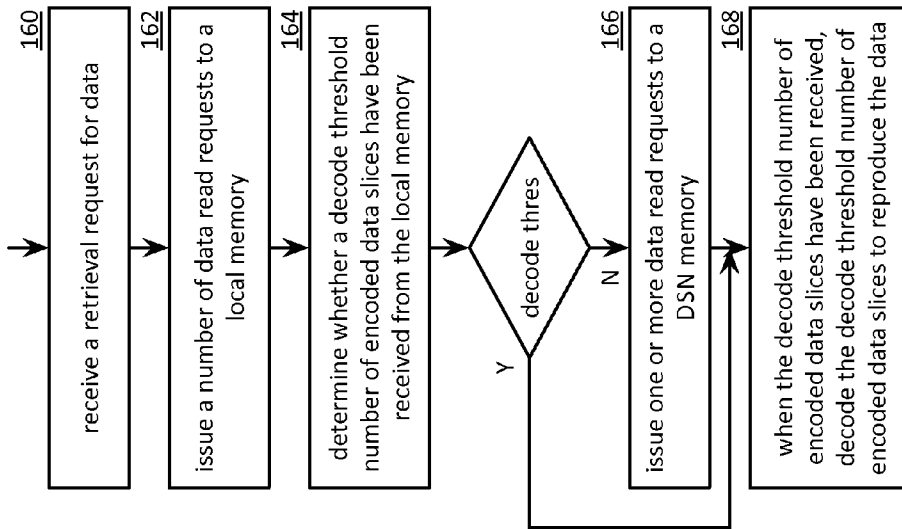 160
receive a retrieval request for data
162
issue a number of data read requests to a
local memory
164
determine whether a decode threshold
number of encoded data slices have been
received from the local memory
decode thres
Y
N
166
issue one or more data read requests to a
DSN memory
168
when the decode threshold number of
encoded data slices have been received,
decode the decode threshold number of
encoded data slices to reproduce the data